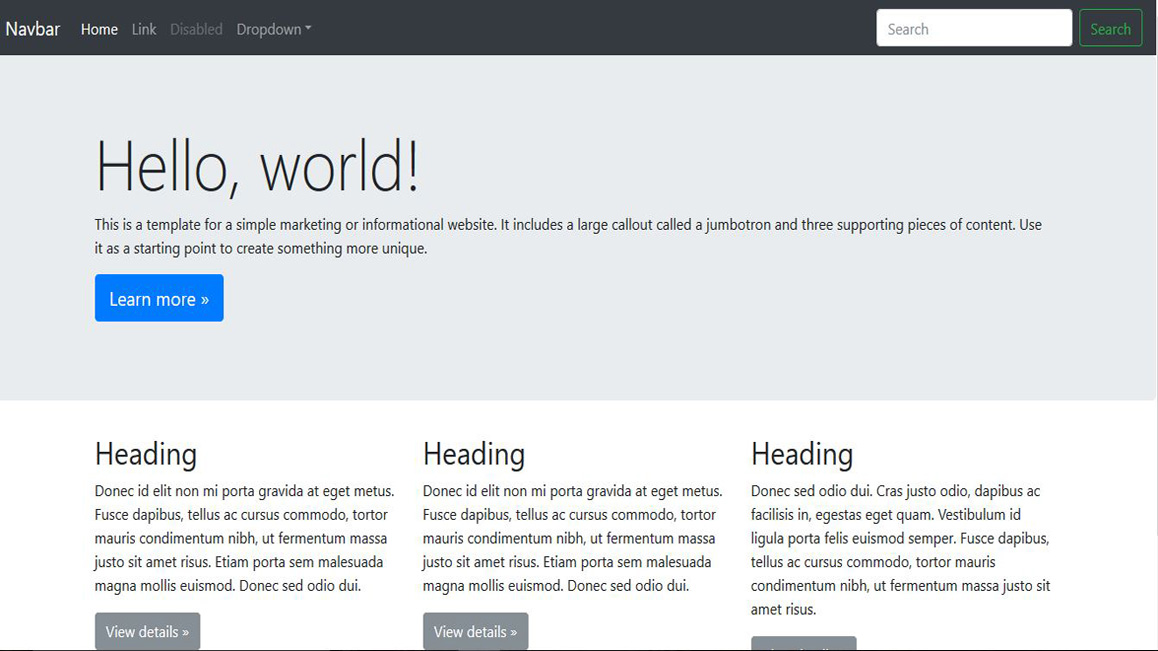 Navbar Home Link Disabled Dropdown Search Search
Hello, world!
This is a template for a simple marketing or informational website. It includes a large callout called a jumbotron and three supporting pieces of content. Use
it as a starting point to create something more unique.
Learn more »
Heading
Donec id elit non mi porta gravida at eget metus.
Fusce dapibus, tellus ac cursus commodo, tortor
mauris condimentum nibh, ut fermentum massa
justo sit amet risus. Etiam porta sem malesuada
magna mollis euismod. Donec sed odio dui.
View details »
Heading
Donec id elit non mi porta gravida at eget metus.
Fusce dapibus, tellus ac cursus commodo, tortor
mauris condimentum nibh, ut fermentum massa
justo sit amet risus. Etiam porta sem malesuada
magna mollis euismod. Donec sed odio dui.
View details »
Heading
Donec sed odio dui. Cras justo odio, dapibus ac
facilisis in, egestas eget quam. Vestibulum id
ligula porta felis euismod semper. Fusce dapibus,
tellus ac cursus commodo, tortor mauris
condimentum nibh, ut fermentum massa justo sit
amet risus.